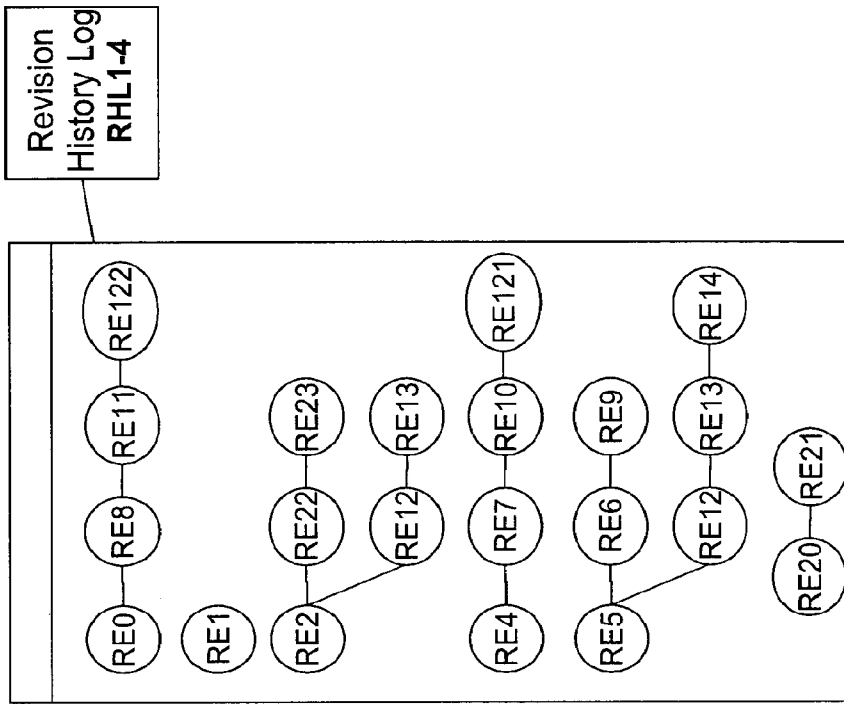 Revision
History Log
RHL1-4
RE0 RE8 RE11 RE122
RE1
RE2 RE22 RE23
RE12 RE13
RE4 RE7 RE10 RE121
RE5 RE6 RE9
RE12 RE13 RE14
RE20 RE21